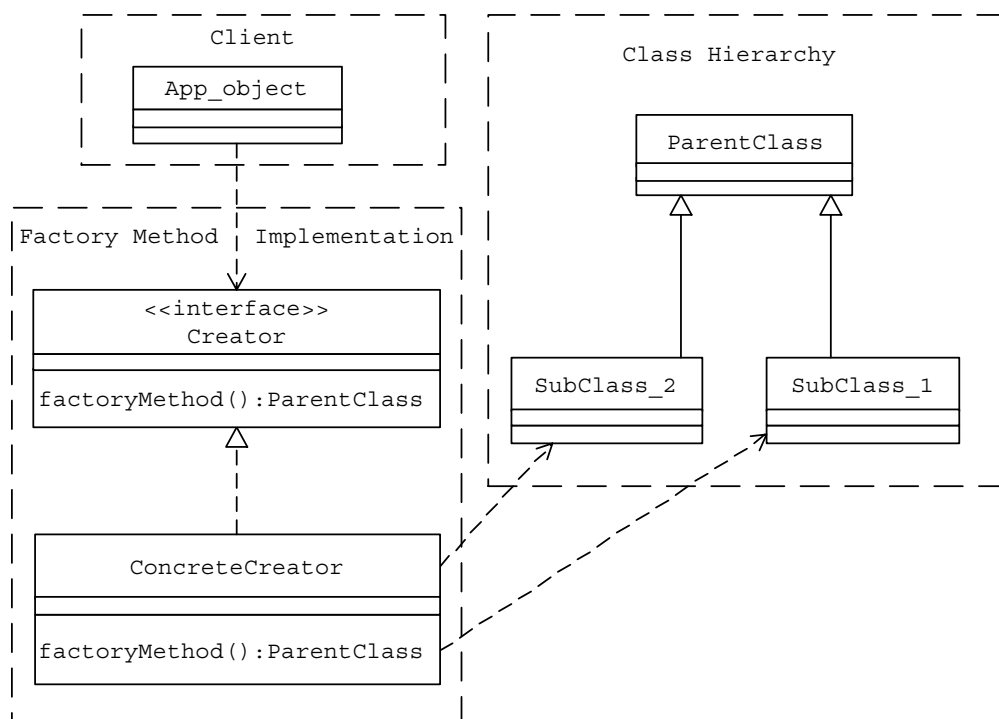 Client
App_object
Class Hierarchy
ParentClass
Factory Method Implementation
<<interface>>
Creator
factoryMethod():ParentClass
SubClass_2
SubClass_1
ConcreteCreator
factoryMethod():ParentClass